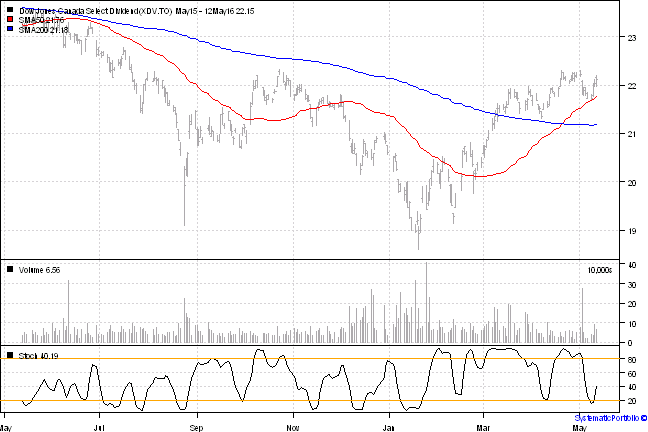 Dow Jones Canada Select Dividend(XDV.TO) May15 - 12May16 22.15
SMA50 21.76
SMA200 21.18
23
22
21
20
19
Volume 6.56
10,000s
40
30
20
10
0
Stoch 40.19
80
60
40
20
May
Jul
Sep
Nov
Jan
Mar
May
SystematicPortfolio ©